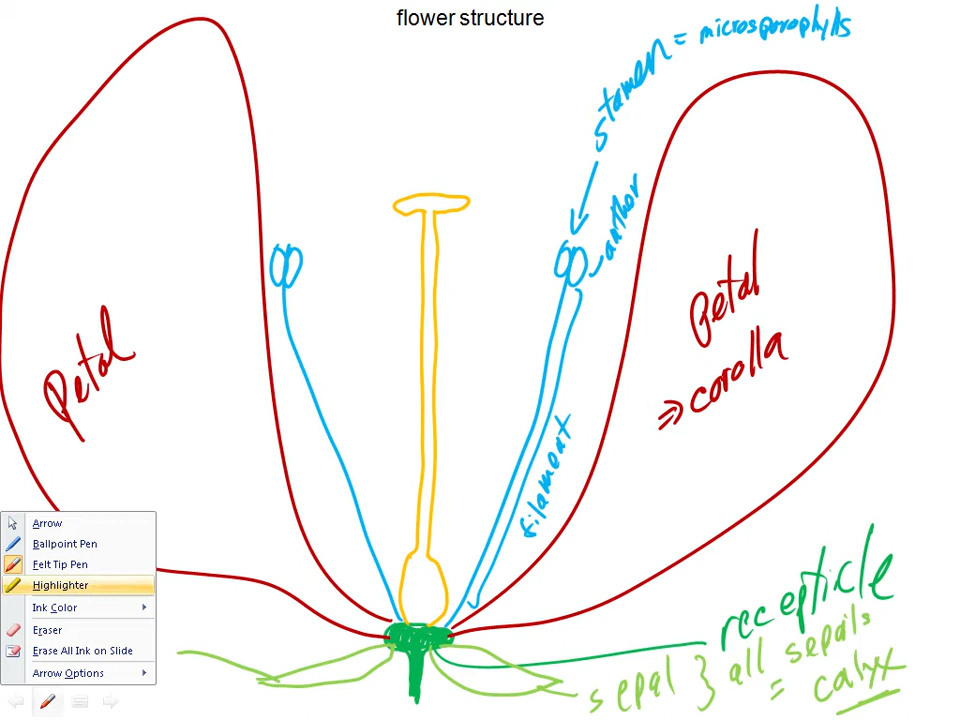 flower structure
stamen = microsporophylls
anther
Petal
Petal
⇒ corolla
filament
Arrow
Ballpoint Pen
Felt Tip Pen
Highlighter
Ink Color
Eraser
Erase All Ink on Slide
Arrow Options
recepticle
sepal } all sepals
= calyx